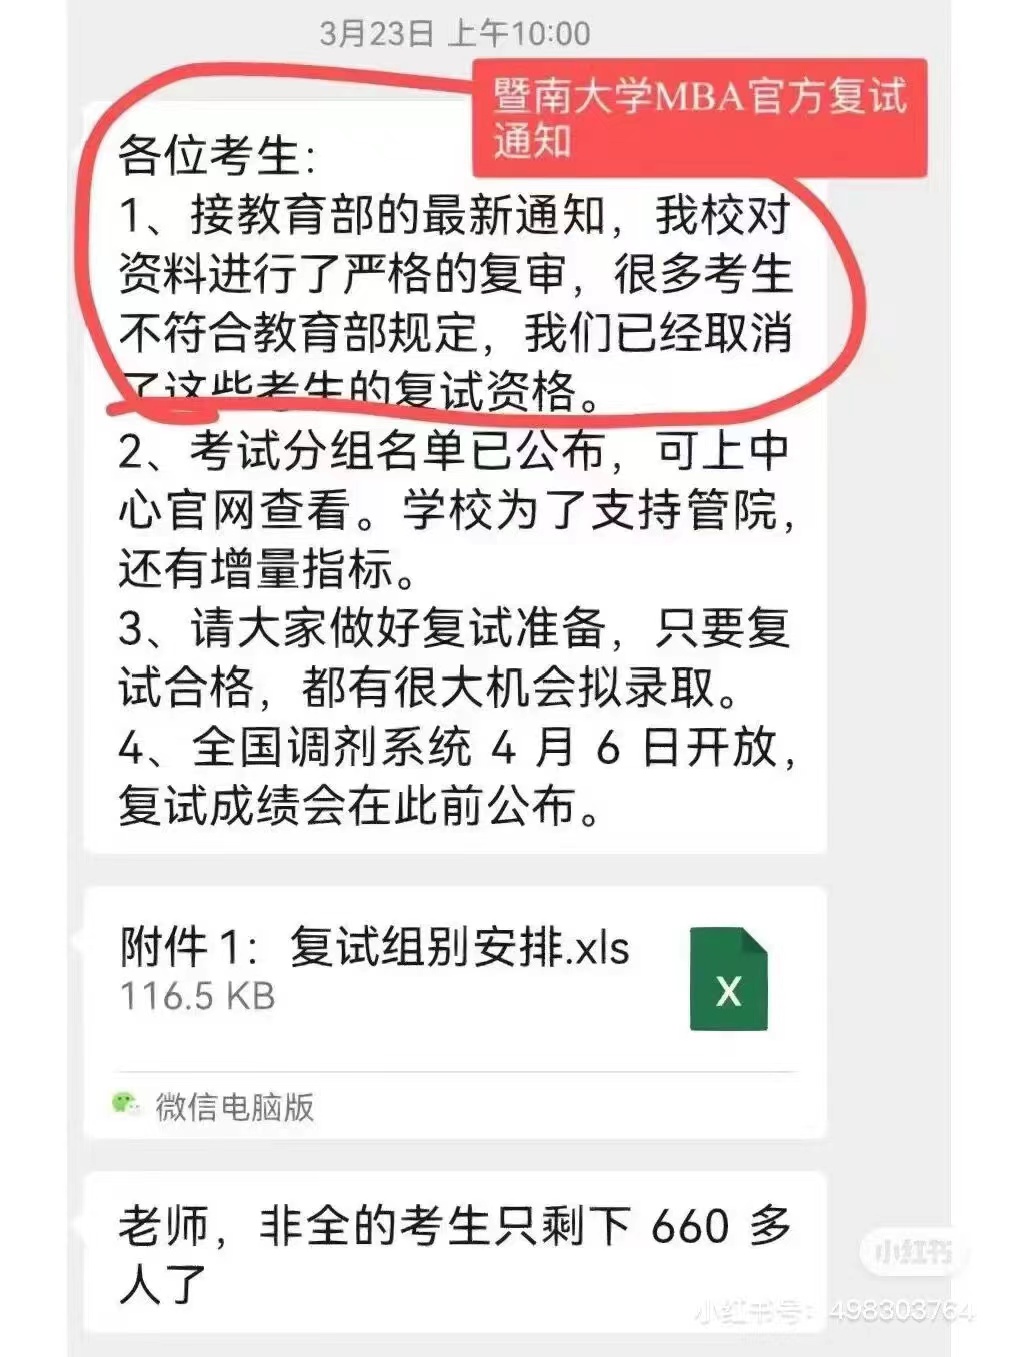 3月23日 上午10:00
暨南大学MBA官方复试
通知
各位考生：
1、接教育部的最新通知，我校对
资料进行了严格的复审，很多考生
不符合教育部规定，我们已经取消
了这些考生的复试资格。
2、考试分组名单已公布，可上中
心官网查看。学校为了支持管院，
还有增量指标。
3、请大家做好复试准备，只要复
试合格，都有很大机会拟录取。
4、全国调剂系统 4 月 6 日开放，
复试成绩会在此前公布。
附件1：复试组别安排.xls
116.5 KB
X
微信电脑版
老师，非全的考生只剩下 660 多
人了
小红书
小红书号：498303764